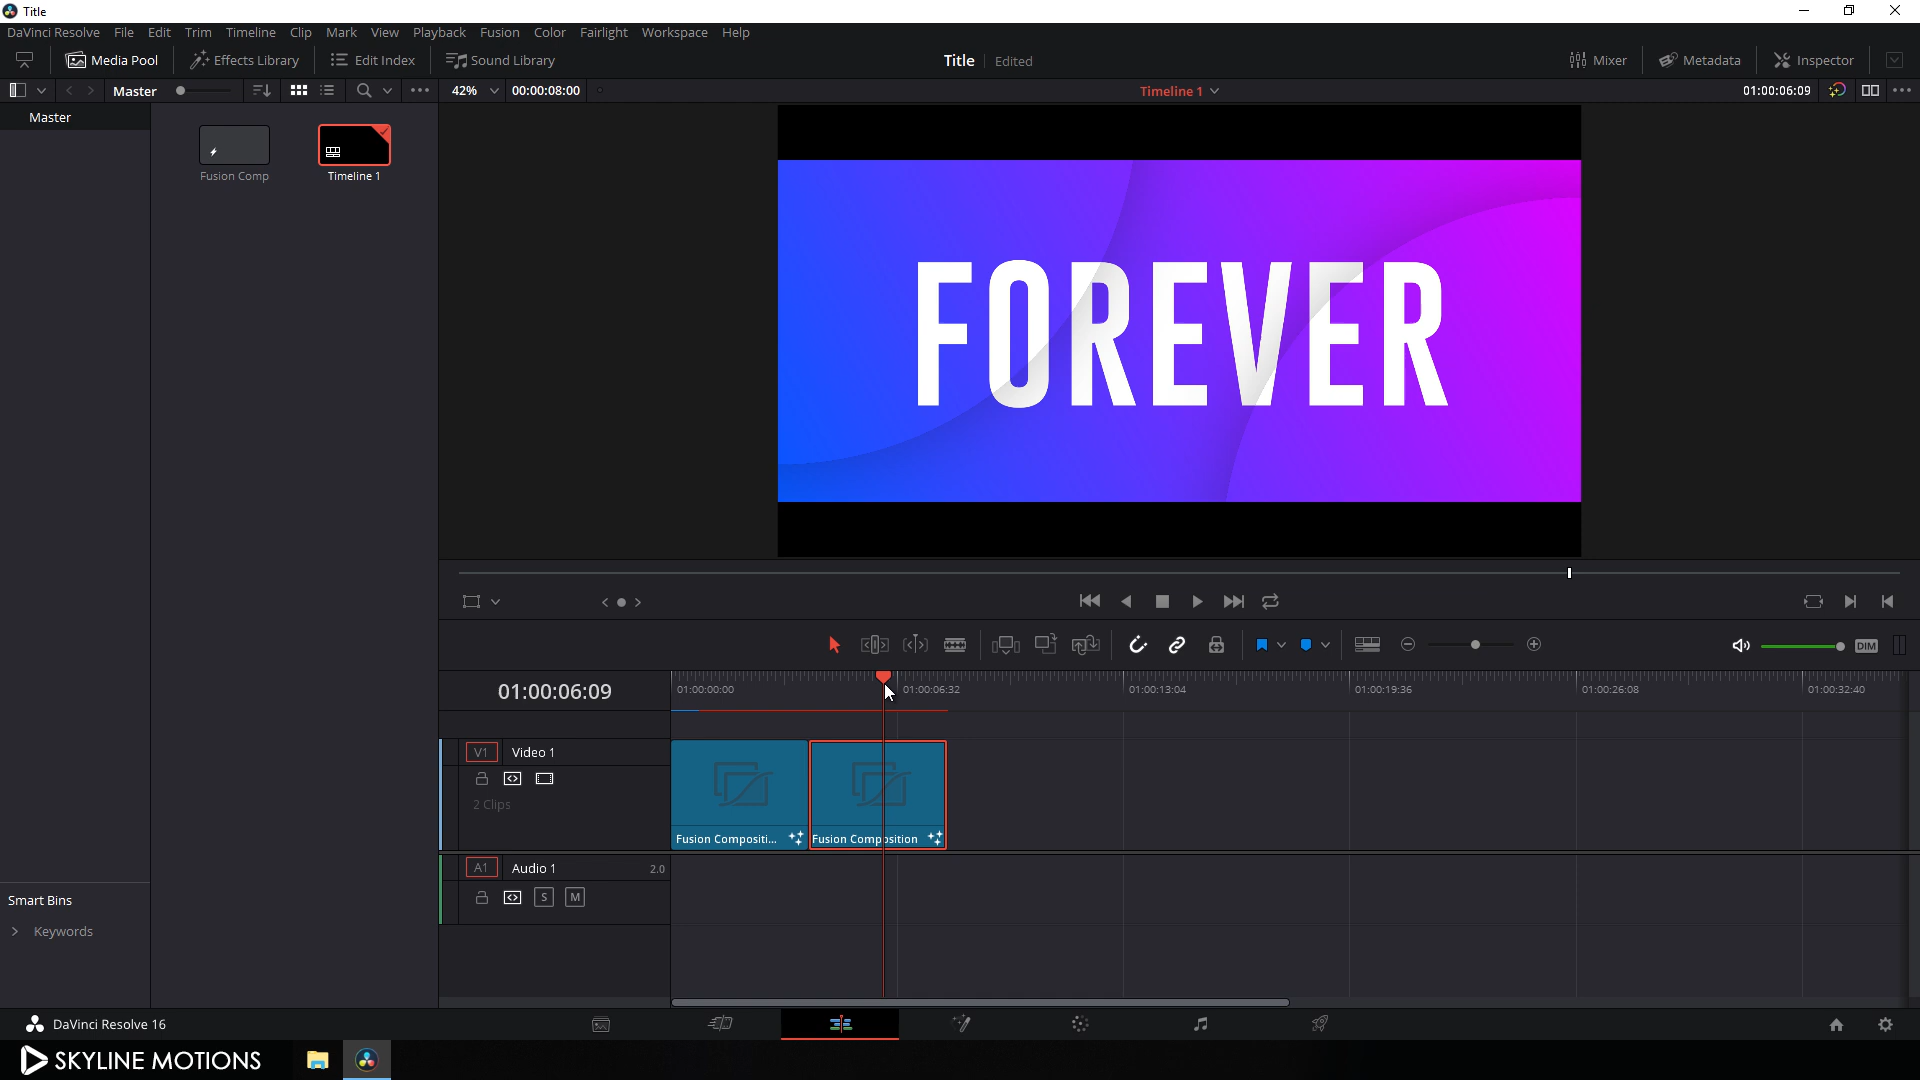 Title
DaVinci Resolve File Edit Trim Timeline Clip Mark View Playback Fusion Color Fairlight Workspace Help
Media Pool Effects Library Edit Index Sound Library Title Edited Mixer Metadata Inspector
Master 42% 00:00:08:00 Timeline 1 01:00:06:09
Master
Fusion Comp Timeline 1
FOREVER
DIM
01:00:06:09 01:00:00:00 01:00:06:32 01:00:13:04 01:00:19:36 01:00:26:08 01:00:32:40
V1 Video 1
2 Clips
Fusion Compositi... Fusion Composition
A1 Audio 1 2.0
S M
Smart Bins
Keywords
DaVinci Resolve 16
SKYLINE MOTIONS